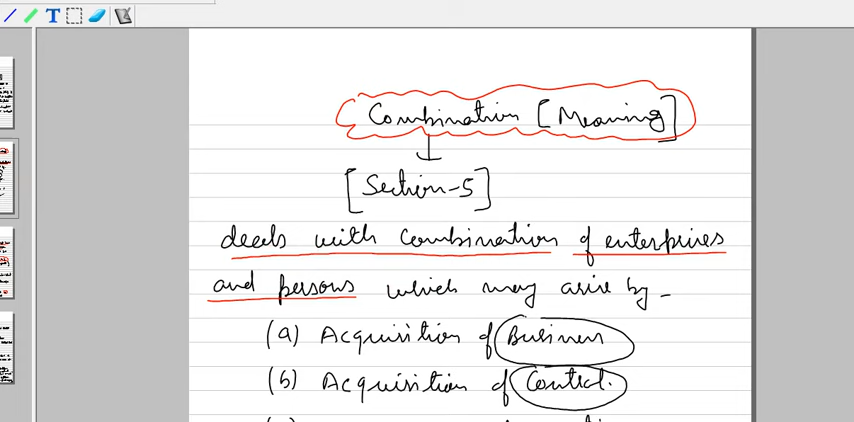 Combination [Meaning]
[Section-5]
deals with combination of enterprises
and persons which may arise by -
(a) Acquisition of Business
(b) Acquisition of Control.